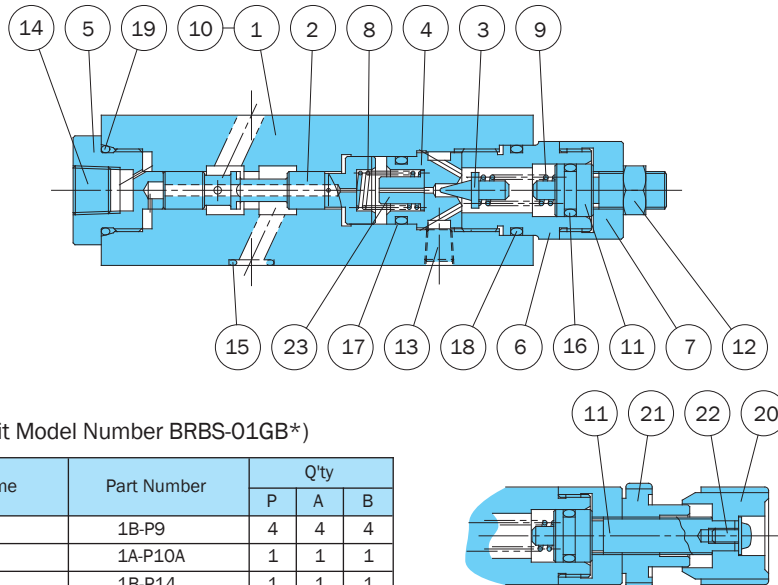 14 5 19 10 1 2 8 4 3 9
15 23 17 13 18 6 16 11 7 12
it Model Number BRBS-01GB*)
11 21 22 20
me Part Number Q'ty
P A B
1B-P9 4 4 4
1A-P10A 1 1 1
1B-P14 1 1 1